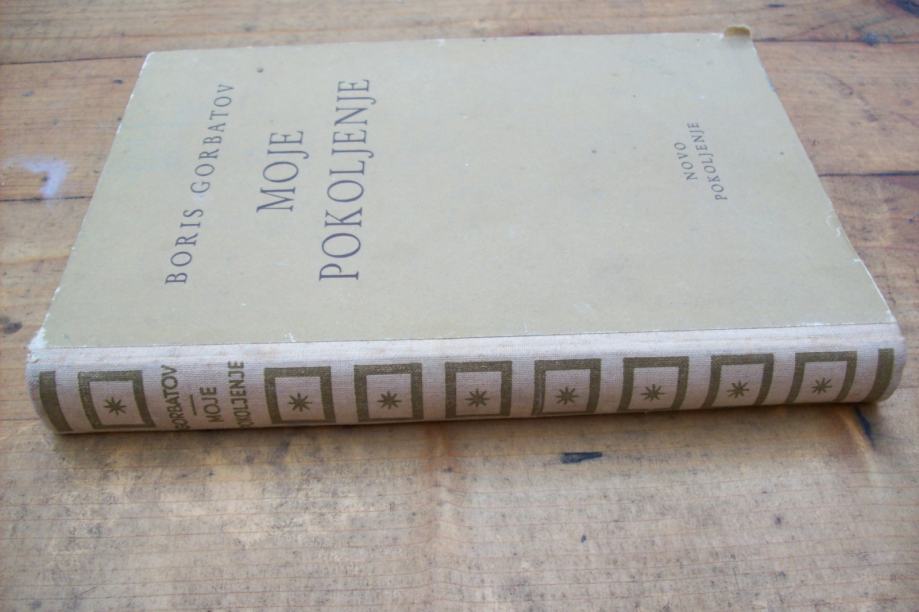 BORIS GORBATOV
MOJE
POKOLJENJE
NOVO
POKOLJENJE
GORBATOV
MOJE
POKOLJENJE